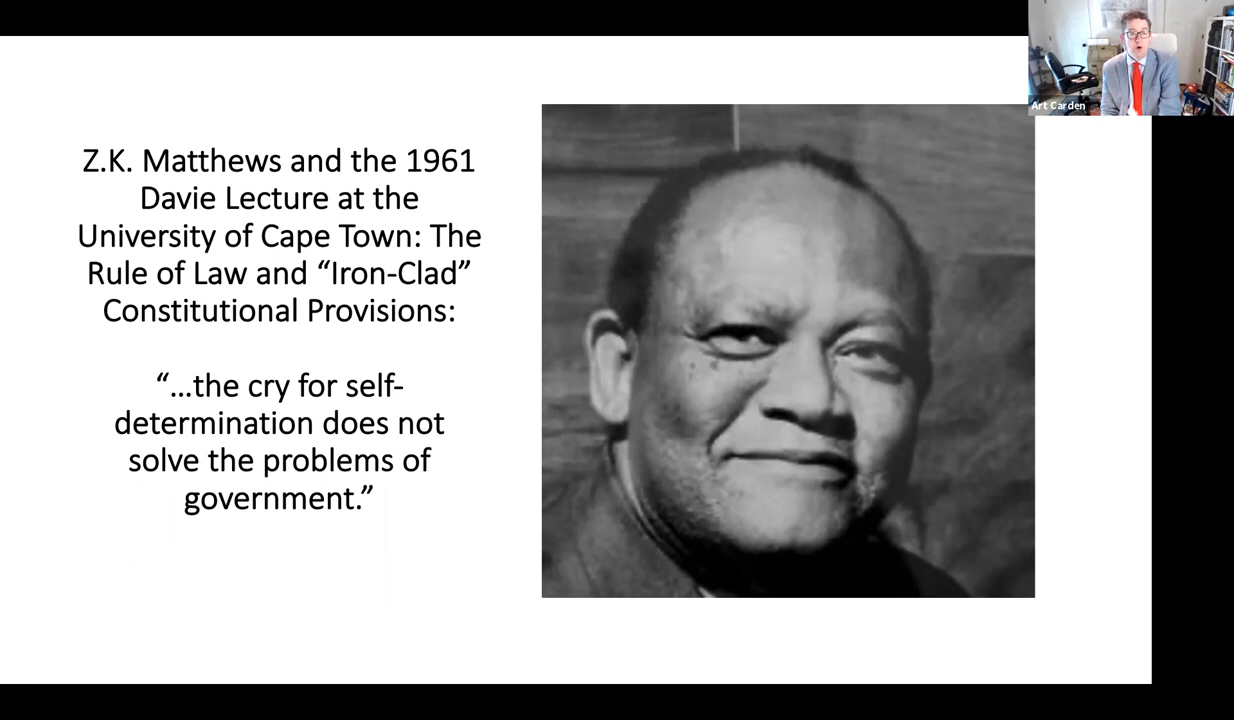 Art Carden
Z.K. Matthews and the 1961
Davie Lecture at the
University of Cape Town: The
Rule of Law and “Iron-Clad”
Constitutional Provisions:
“…the cry for self-
determination does not
solve the problems of
government.”